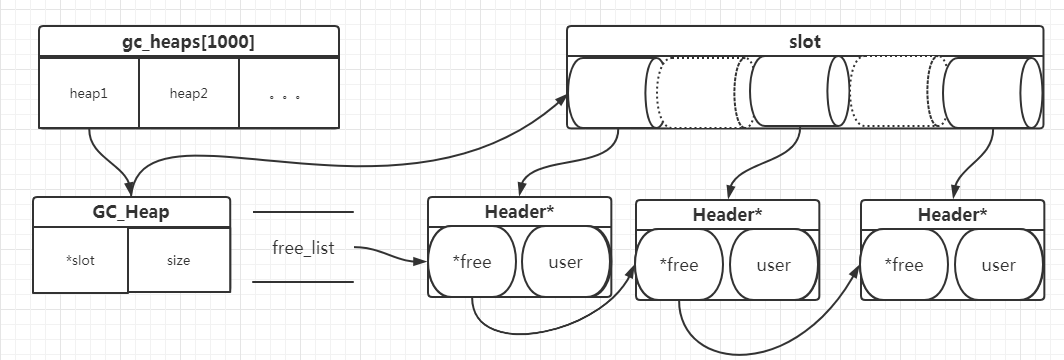 gc_heaps[1000]
heap1
heap2
。。。
slot
GC_Heap
*slot
size
free_list
Header*
*free
user
Header*
*free
user
Header*
*free
user